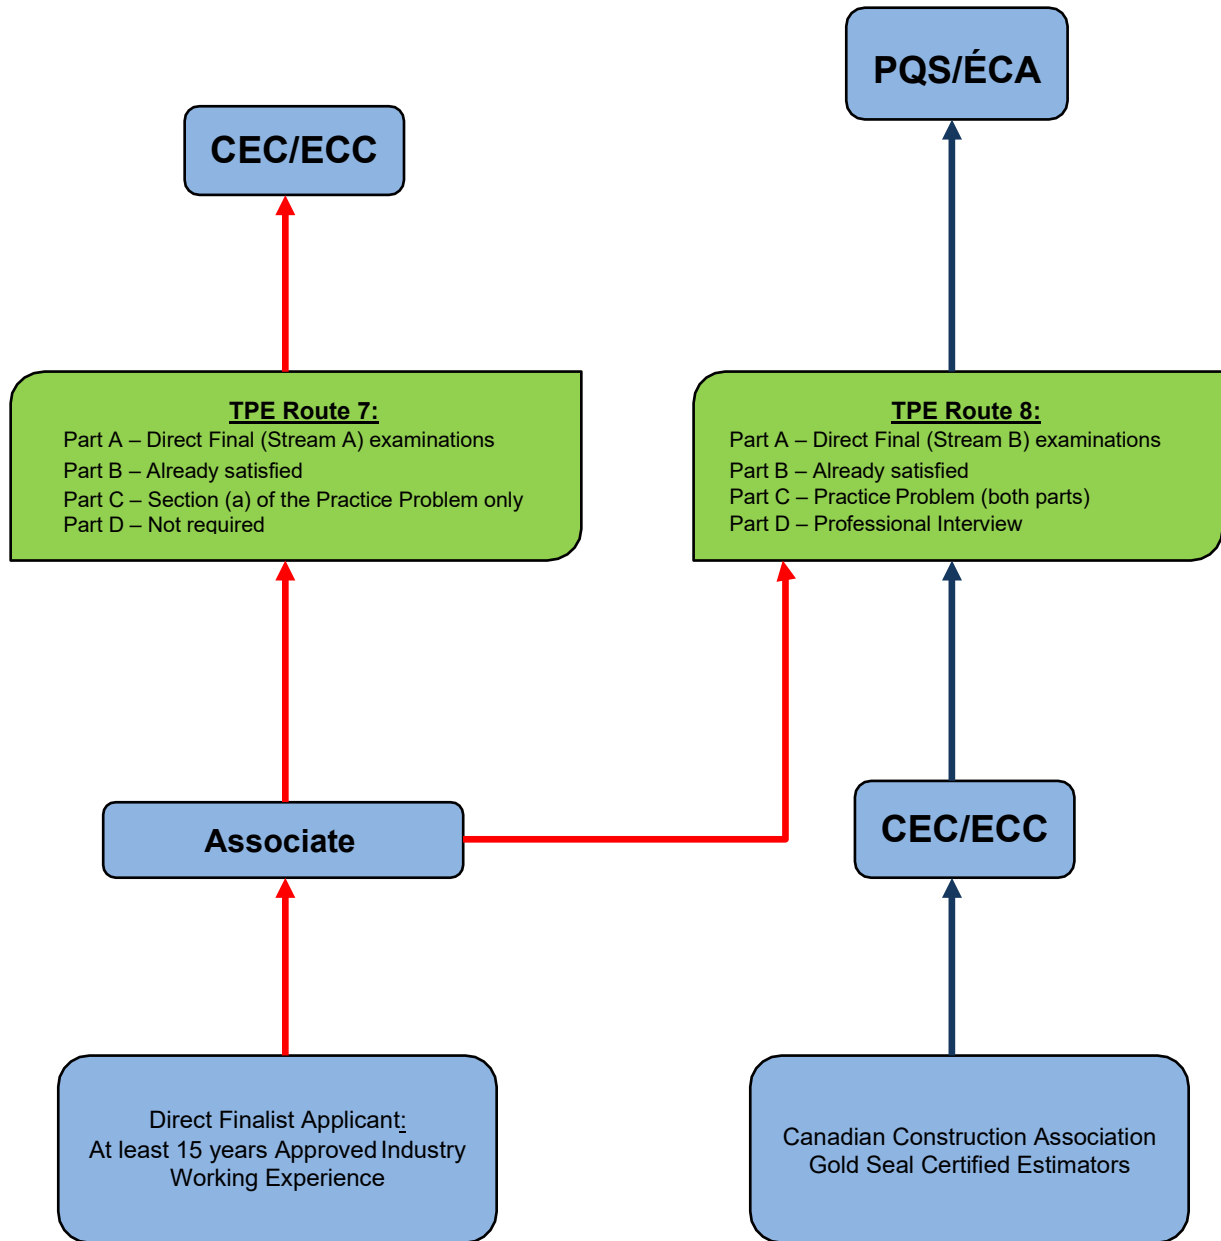 PQS/ÉCA
CEC/ECC
TPE Route 7:
Part A – Direct Final (Stream A) examinations
Part B – Already satisfied
Part C – Section (a) of the Practice Problem only
Part D – Not required
TPE Route 8:
Part A – Direct Final (Stream B) examinations
Part B – Already satisfied
Part C – Practice Problem (both parts)
Part D – Professional Interview
Associate
CEC/ECC
Direct Finalist Applicant:
At least 15 years Approved Industry
Working Experience
Canadian Construction Association
Gold Seal Certified Estimators